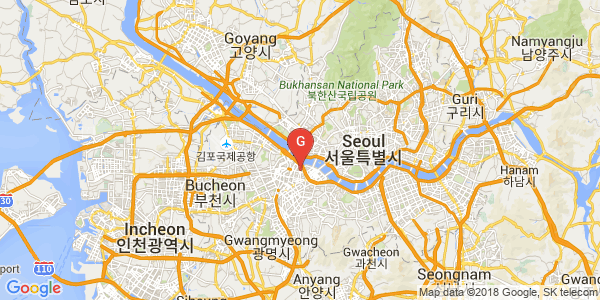 Goyang
고양시
Namyangju
남양주시
Bukhansan National Park
북한산국립공원
Guri
구리시
G
Seoul
서울특별시
김포국제공항
Hanam
하남시
Bucheon
부천시
30
Incheon
인천광역시
Gwangmyeong
광명시
Gwacheon
과천시
110
Anyang
안양시
Seongnam
Google
Map data ©2018 Google, SK telecom